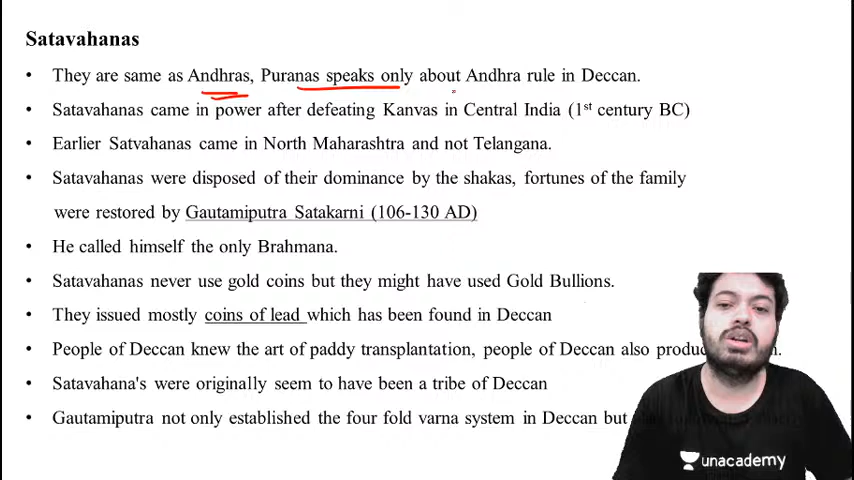 Satavahanas
• They are same as Andhras, Puranas speaks only about Andhra rule in Deccan.
• Satavahanas came in power after defeating Kanvas in Central India (1st century BC)
• Earlier Satvahanas came in North Maharashtra and not Telangana.
• Satavahanas were disposed of their dominance by the shakas, fortunes of the family
were restored by Gautamiputra Satakarni (106-130 AD)
• He called himself the only Brahmana.
• Satavahanas never use gold coins but they might have used Gold Bullions.
• They issued mostly coins of lead which has been found in Deccan
• People of Deccan knew the art of paddy transplantation, people of Deccan also
• Satavahana's were originally seem to have been a tribe of Deccan
• Gautamiputra not only established the four fold varna system in Deccan but
unacademy